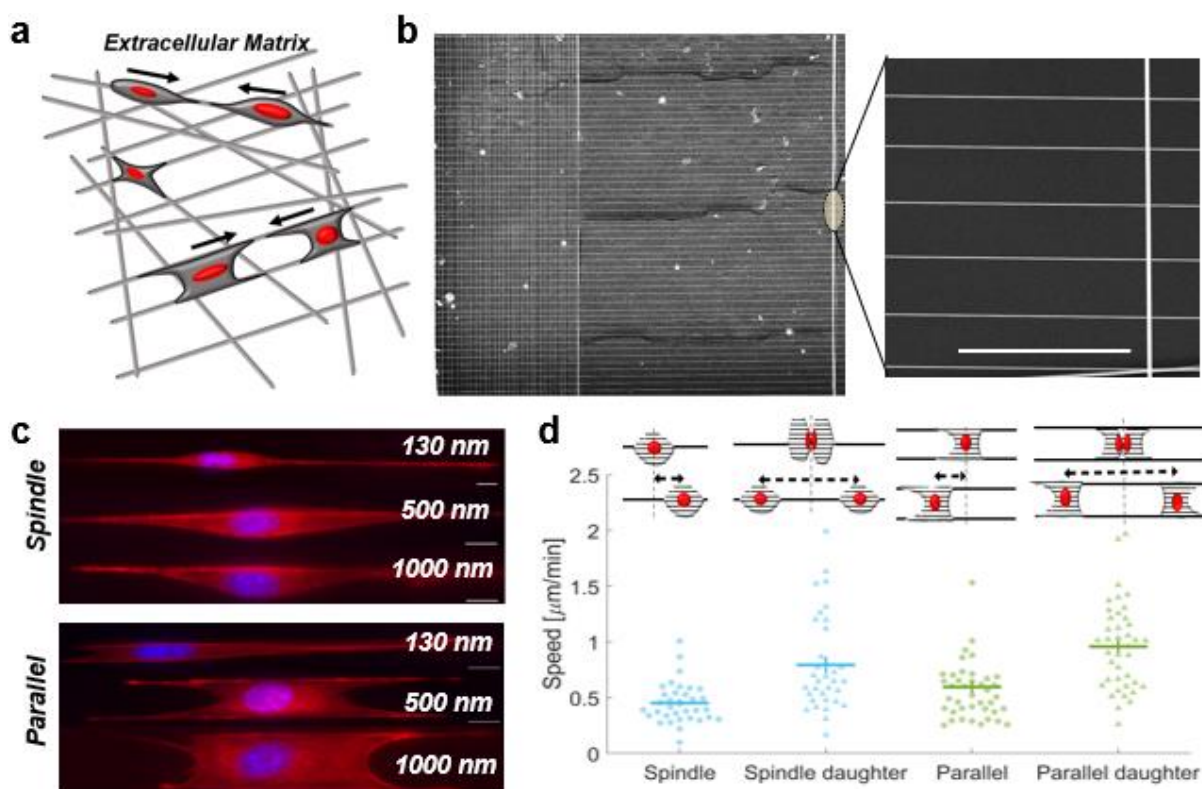 a
Extracellular Matrix
b
c
Spindle
130 nm
500 nm
1000 nm
Parallel
130 nm
500 nm
1000 nm
d
Speed [μm/min]
2.5
2
1.5
1
0.5
0
Spindle
Spindle daughter
Parallel
Parallel daughter